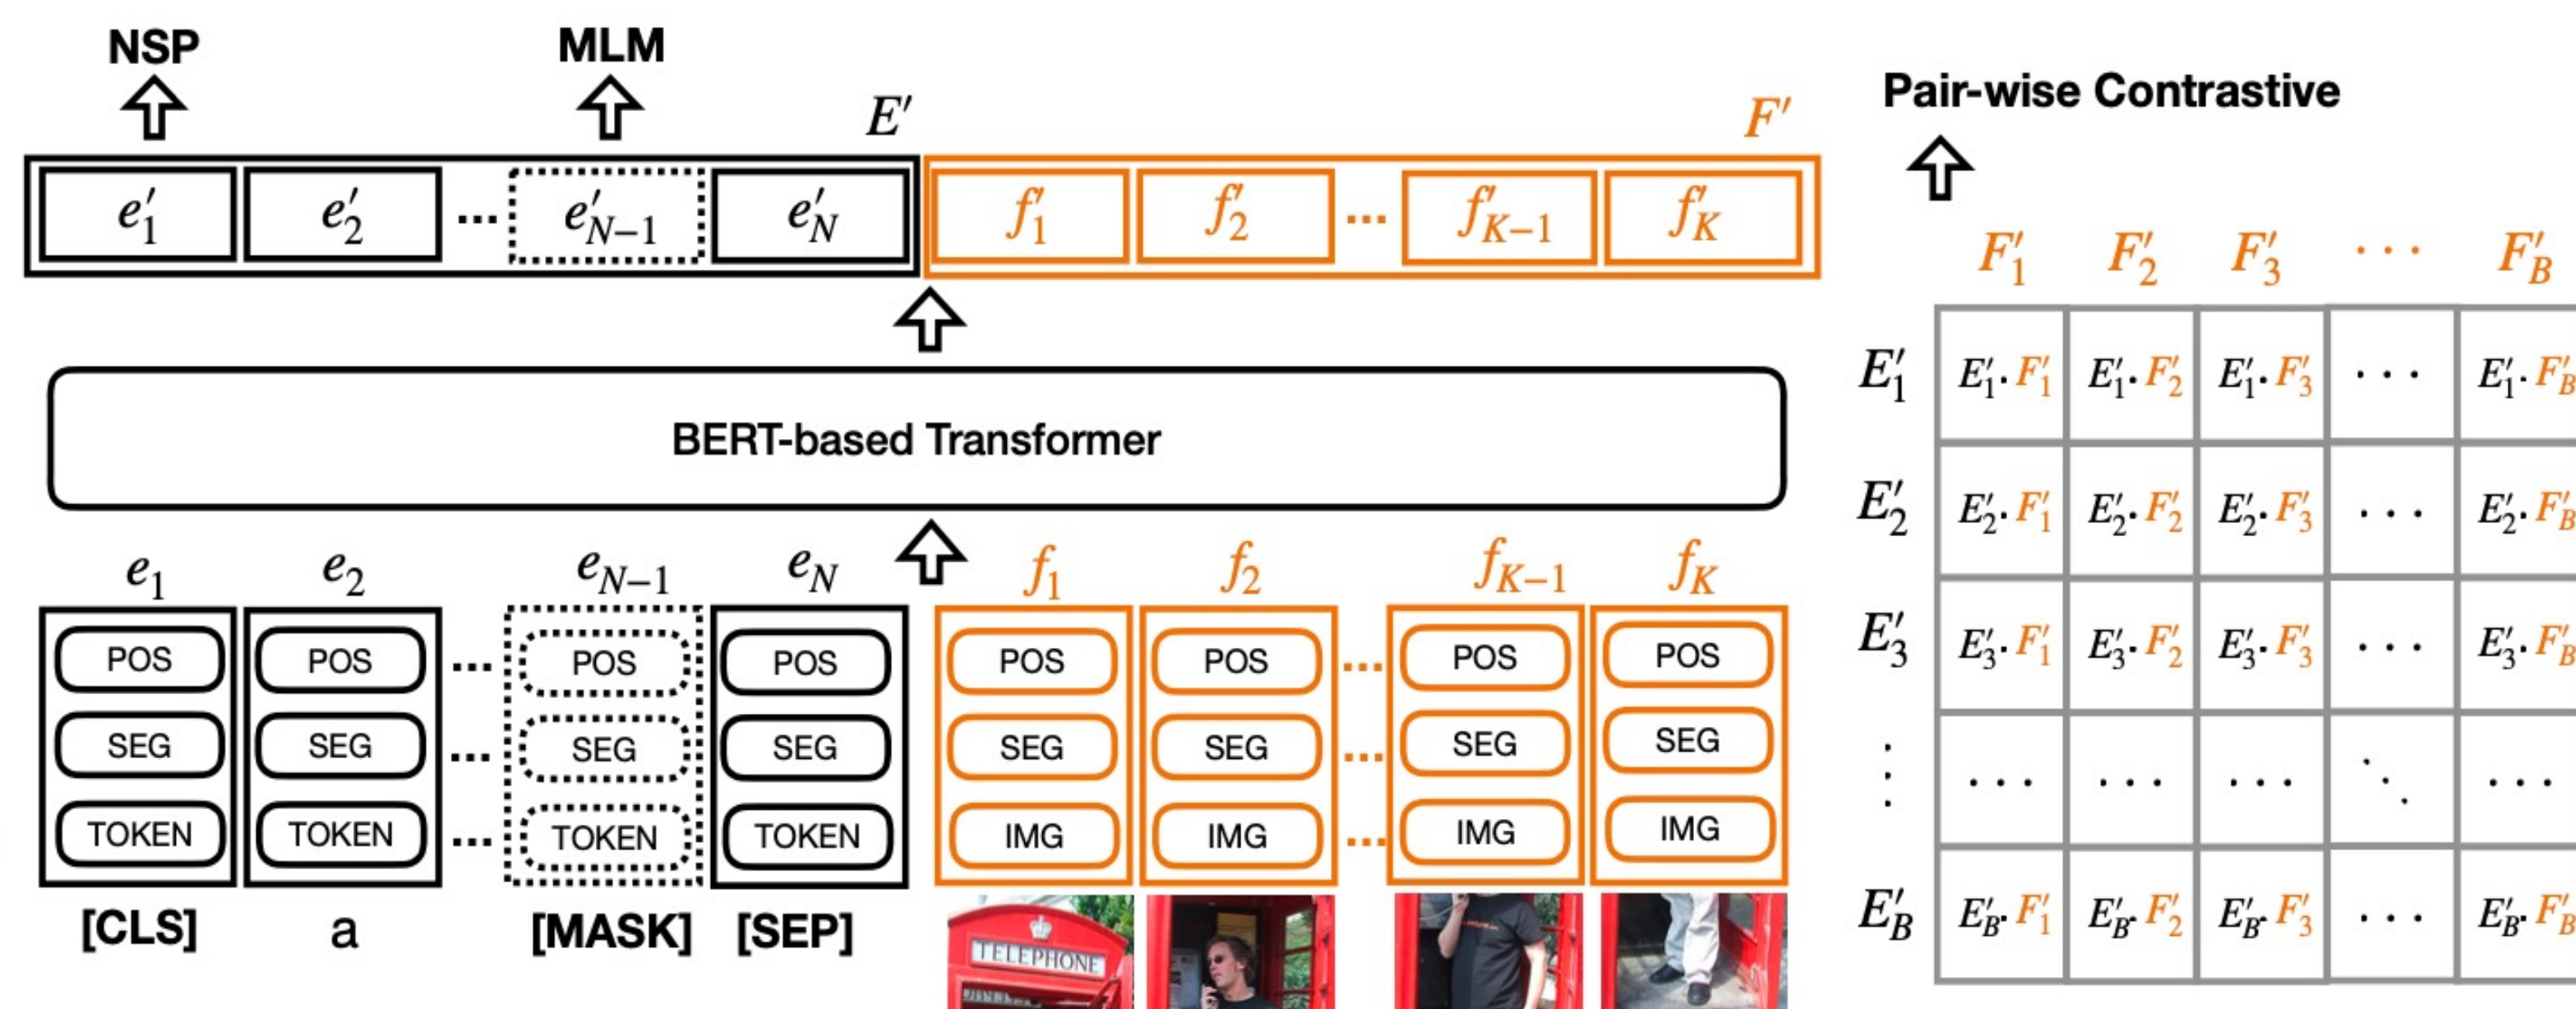 NSP MLM
E′ F′ Pair-wise Contrastive
e′1 e′2 ... e′N−1 e′N f′1 f′2 ... f′K−1 f′K
F′1 F′2 F′3 ... F′B
E′1 E′1·F′1 E′1·F′2 E′1·F′3 ... E′1·F′B
BERT-based Transformer
E′2 E′2·F′1 E′2·F′2 E′2·F′3 ... E′2·F′B
e1 e2 eN−1 eN f1 f2 fK−1 fK
E′3 E′3·F′1 E′3·F′2 E′3·F′3 ... E′3·F′B
POS POS ... POS POS POS POS ... POS POS
SEG SEG ... SEG SEG SEG SEG ... SEG SEG
⋮ ... ... ... ⋱ ...
TOKEN TOKEN ... TOKEN TOKEN IMG IMG ... IMG IMG
E′B E′B·F′1 E′B·F′2 E′B·F′3 ... E′B·F′B
[CLS] a [MASK] [SEP]
TELEPHONE